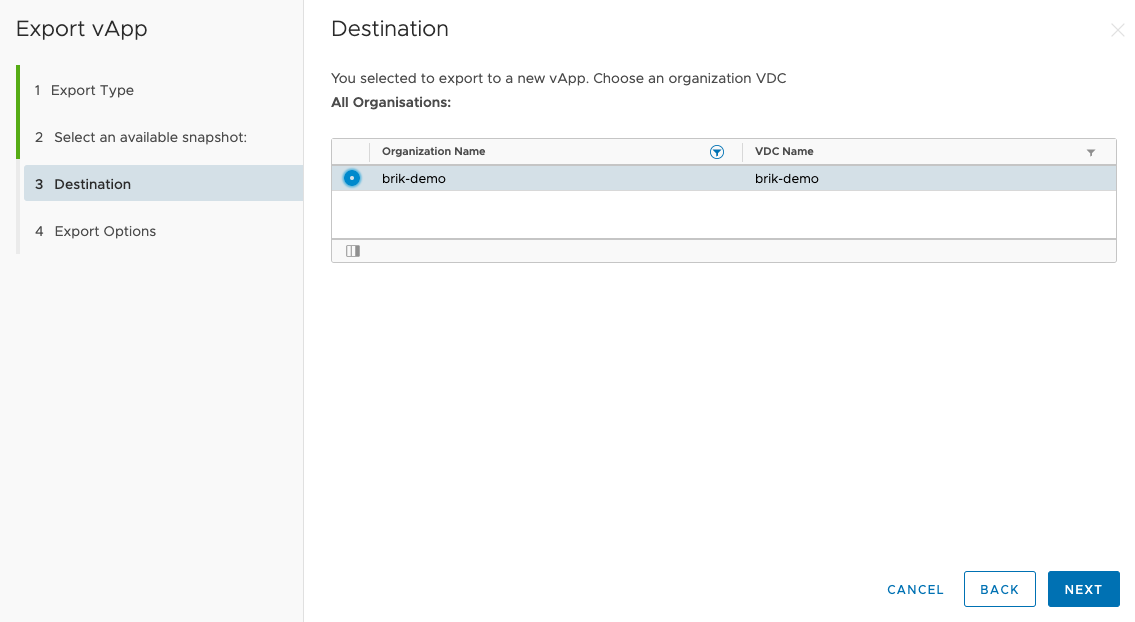 Export vApp
1 Export Type
2 Select an available snapshot:
3 Destination
4 Export Options
Destination
You selected to export to a new vApp. Choose an organization VDC
All Organisations:
Organization Name VDC Name
brik-demo brik-demo
CANCEL BACK NEXT